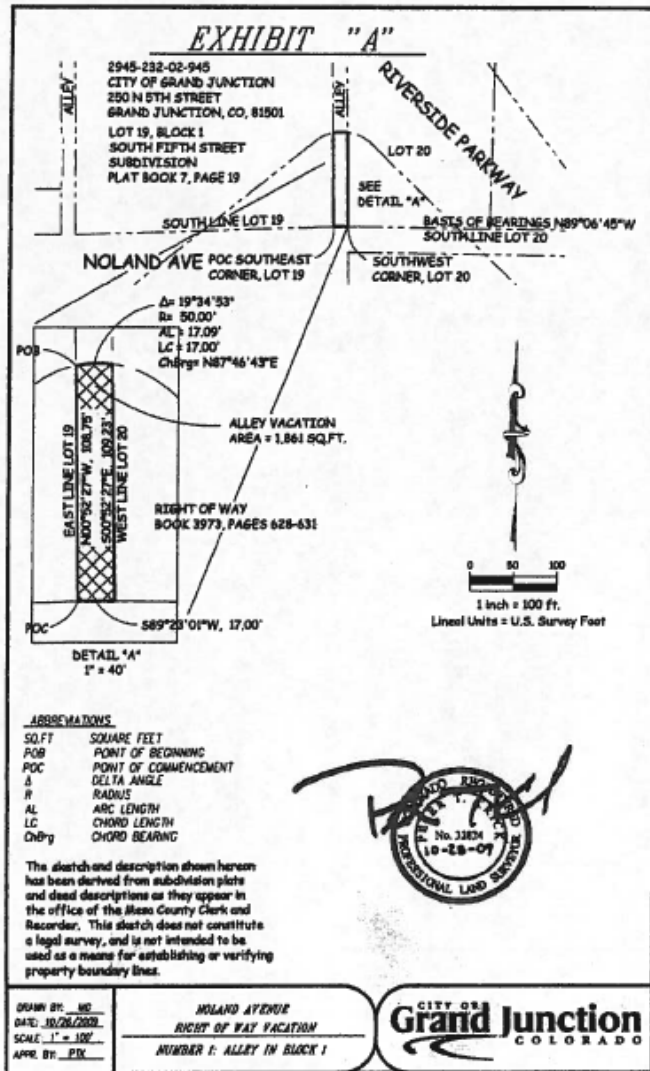 EXHIBIT "A"
2945-232-02-945
CITY OF GRAND JUNCTION
250 N 5TH STREET
GRAND JUNCTION, CO, 81501
LOT 19, BLOCK 1
SOUTH FIFTH STREET
SUBDIVISION
PLAT BOOK 7, PAGE 19
ALLEY
ALLEY
RIVERSIDE PARKWAY
LOT 20
SEE
DETAIL "A"
SOUTH LINE LOT 19
BASIS OF BEARINGS N89°06'45"W
SOUTH LINE LOT 20
NOLAND AVE
POC SOUTHEAST
CORNER, LOT 19
SOUTHWEST
CORNER, LOT 20
Δ= 19°34'53"
R= 50.00'
AL = 17.09'
LC = 17.00'
ChBrg= N87°46'43"E
POB
ALLEY VACATION
AREA = 1,861 SQ.FT.
EAST LINE LOT 19
N00°52'27"W, 108.75'
S00°52'27"E, 109.23'
WEST LINE LOT 20
RIGHT OF WAY
BOOK 3973, PAGES 628-631
POC
S89°23'01"W, 17.00'
DETAIL "A"
1" = 40'
0 50 100
1 inch = 100 ft.
Lineal Units = U.S. Survey Foot
ABBREVIATIONS
SQ.FT SQUARE FEET
POB POINT OF BEGINNING
POC POINT OF COMMENCEMENT
Δ DELTA ANGLE
R RADIUS
AL ARC LENGTH
LC CHORD LENGTH
ChBrg CHORD BEARING
No. 32824
10-28-09
PROFESSIONAL LAND SURVEYOR
The sketch and description shown hereon
has been derived from subdivision plats
and deed descriptions as they appear in
the office of the Mesa County Clerk and
Recorder. This sketch does not constitute
a legal survey, and is not intended to be
used as a means for establishing or verifying
property boundary lines.
DRAWN BY: MD
DATE: 10/26/2009
SCALE: 1" = 100'
APPR. BY: PTK
NOLAND AVENUE
RIGHT OF WAY VACATION
NUMBER 1: ALLEY IN BLOCK 1
CITY OF
Grand Junction
COLORADO